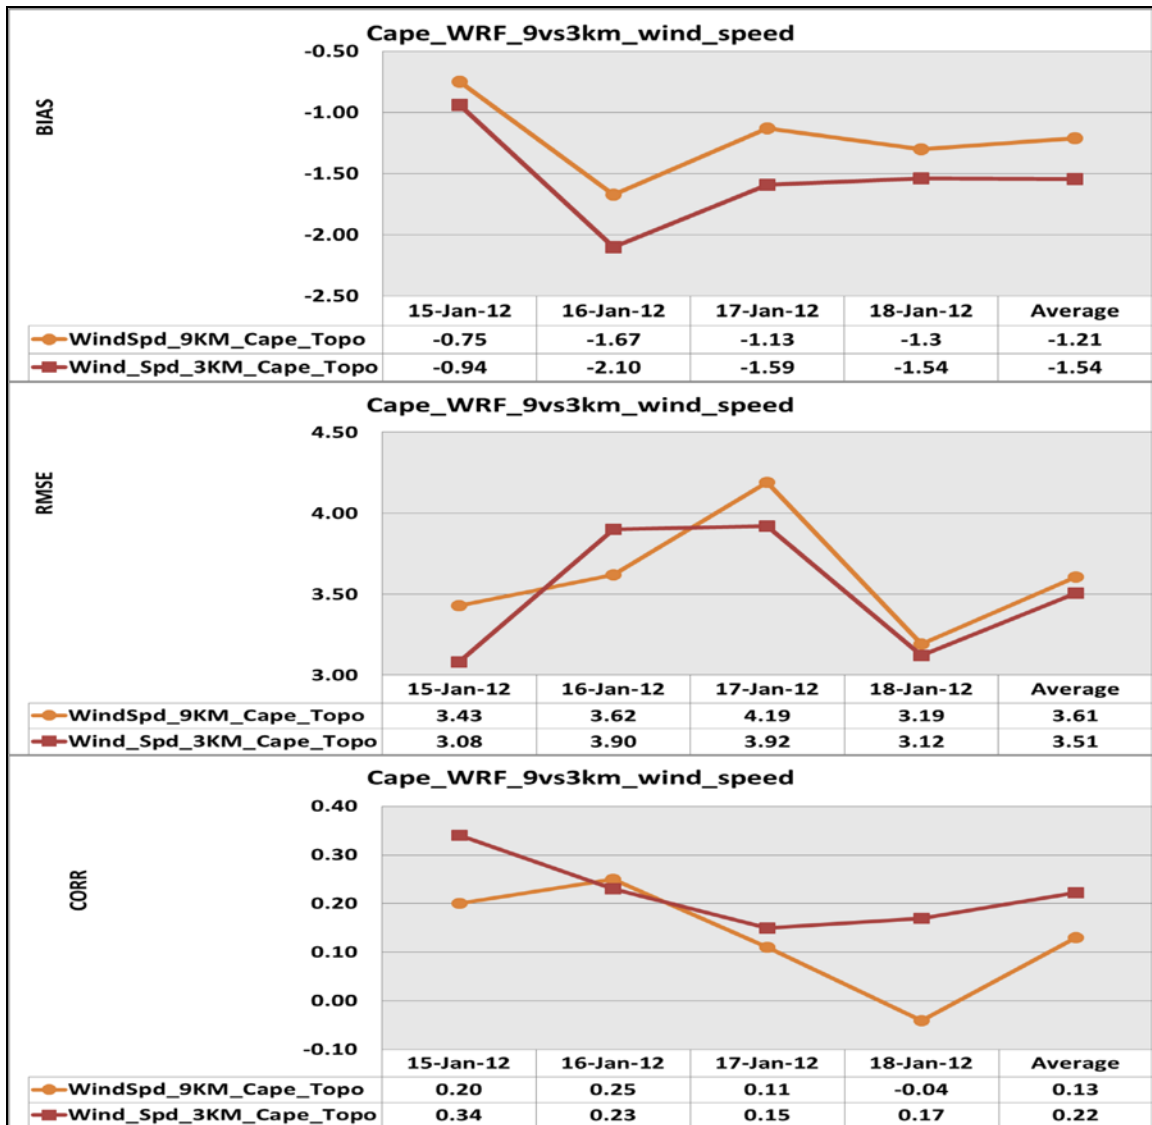 Cape_WRF_9vs3km_wind_speed
BIAS
-0.50
-1.00
-1.50
-2.00
-2.50
15-Jan-12 16-Jan-12 17-Jan-12 18-Jan-12 Average
WindSpd_9KM_Cape_Topo -0.75 -1.67 -1.13 -1.3 -1.21
Wind_Spd_3KM_Cape_Topo -0.94 -2.10 -1.59 -1.54 -1.54
Cape_WRF_9vs3km_wind_speed
RMSE
4.50
4.00
3.50
3.00
15-Jan-12 16-Jan-12 17-Jan-12 18-Jan-12 Average
WindSpd_9KM_Cape_Topo 3.43 3.62 4.19 3.19 3.61
Wind_Spd_3KM_Cape_Topo 3.08 3.90 3.92 3.12 3.51
Cape_WRF_9vs3km_wind_speed
CORR
0.40
0.30
0.20
0.10
0.00
-0.10
15-Jan-12 16-Jan-12 17-Jan-12 18-Jan-12 Average
WindSpd_9KM_Cape_Topo 0.20 0.25 0.11 -0.04 0.13
Wind_Spd_3KM_Cape_Topo 0.34 0.23 0.15 0.17 0.22